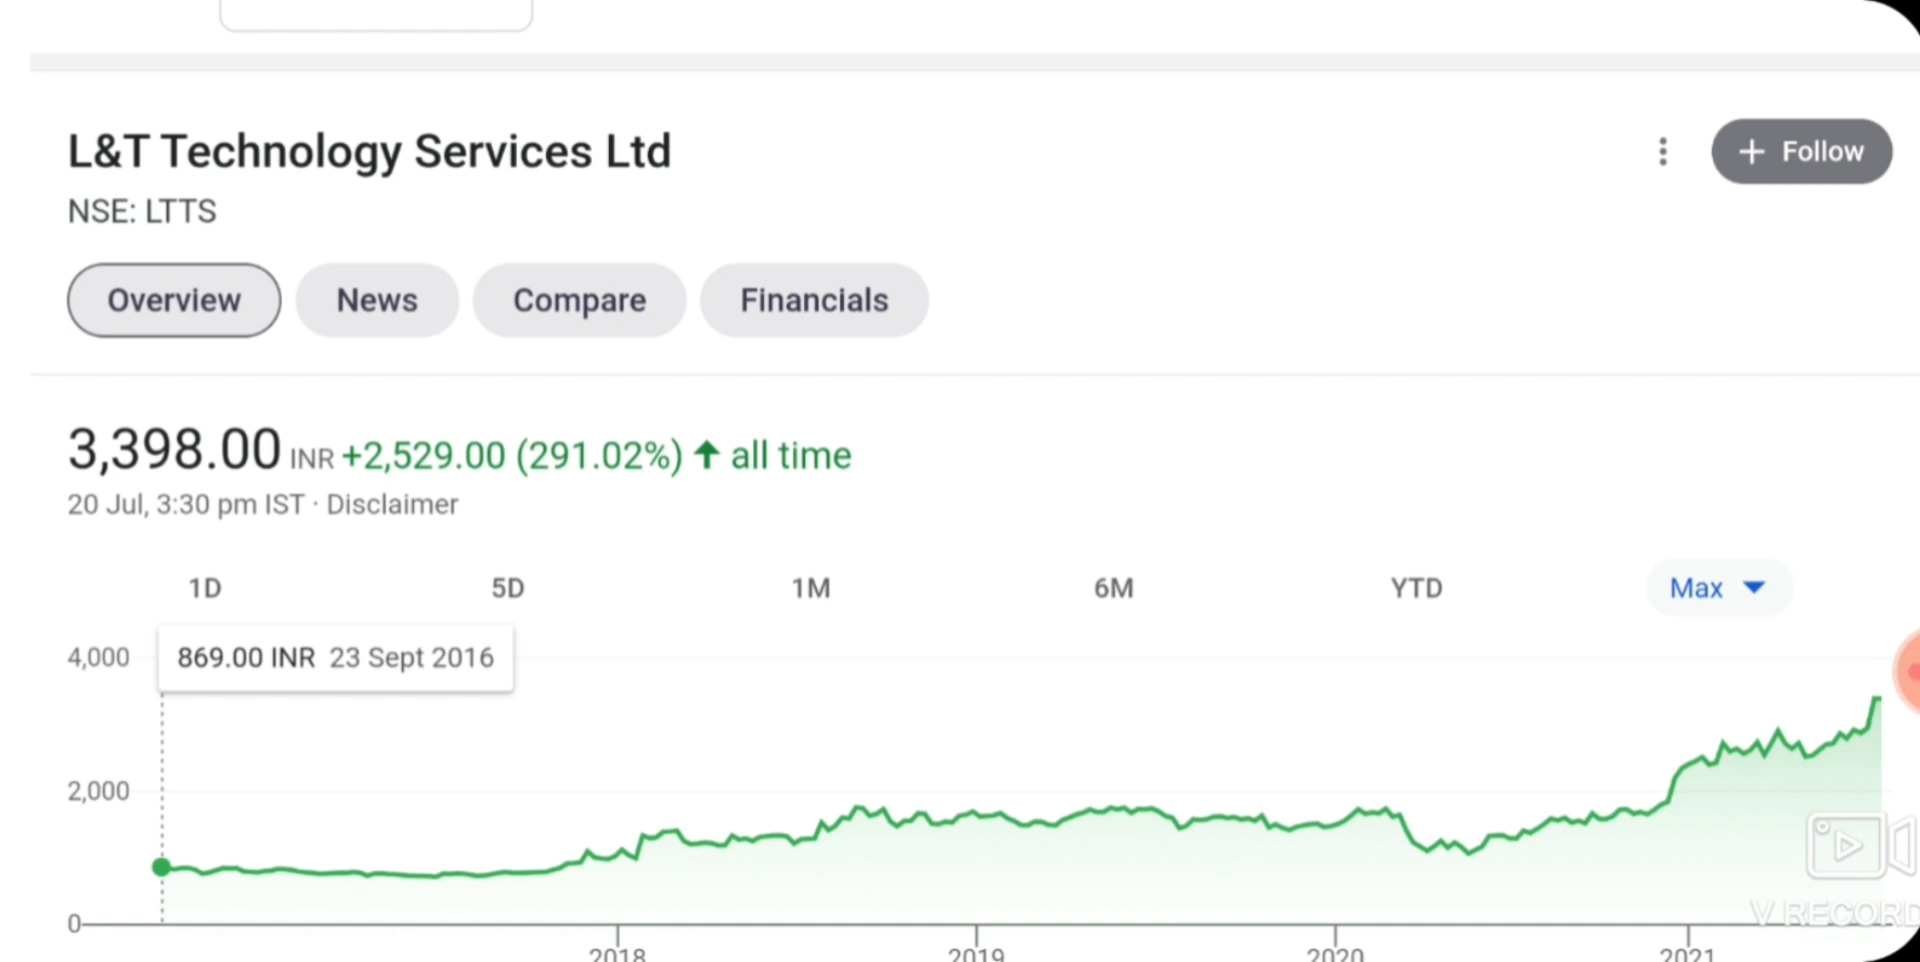 L&T Technology Services Ltd
+ Follow
NSE: LTTS
Overview
News
Compare
Financials
3,398.00 INR +2,529.00 (291.02%) ↑ all time
20 Jul, 3:30 pm IST · Disclaimer
1D 5D 1M 6M YTD Max
869.00 INR 23 Sept 2016
4,000
2,000
0
2018 2019 2020 2021
V RECORD